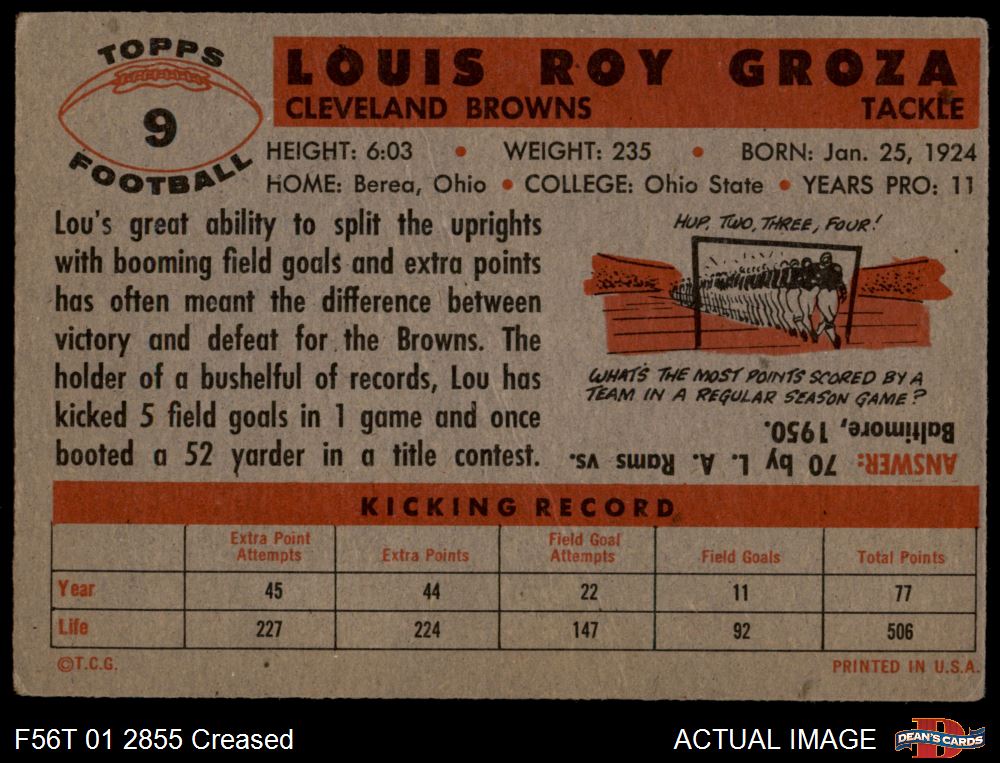 TOPPS
9
FOOTBALL
LOUIS ROY GROZA
CLEVELAND BROWNS TACKLE
HEIGHT: 6:03 • WEIGHT: 235 • BORN: Jan. 25, 1924
HOME: Berea, Ohio • COLLEGE: Ohio State • YEARS PRO: 11
Lou's great ability to split the uprights
with booming field goals and extra points
has often meant the difference between
victory and defeat for the Browns. The
holder of a bushelful of records, Lou has
kicked 5 field goals in 1 game and once
booted a 52 yarder in a title contest.
HUP, TWO, THREE, FOUR!
WHAT'S THE MOST POINTS SCORED BY A
TEAM IN A REGULAR SEASON GAME?
ANSWER: 70 by L. A. Rams vs.
Baltimore, 1950.
KICKING RECORD
Extra Point Attempts Extra Points Field Goal Attempts Field Goals Total Points
Year 45 44 22 11 77
Life 227 224 147 92 506
©T.C.G. PRINTED IN U.S.A.
F56T 01 2855 Creased ACTUAL IMAGE D DEAN'S CARDS